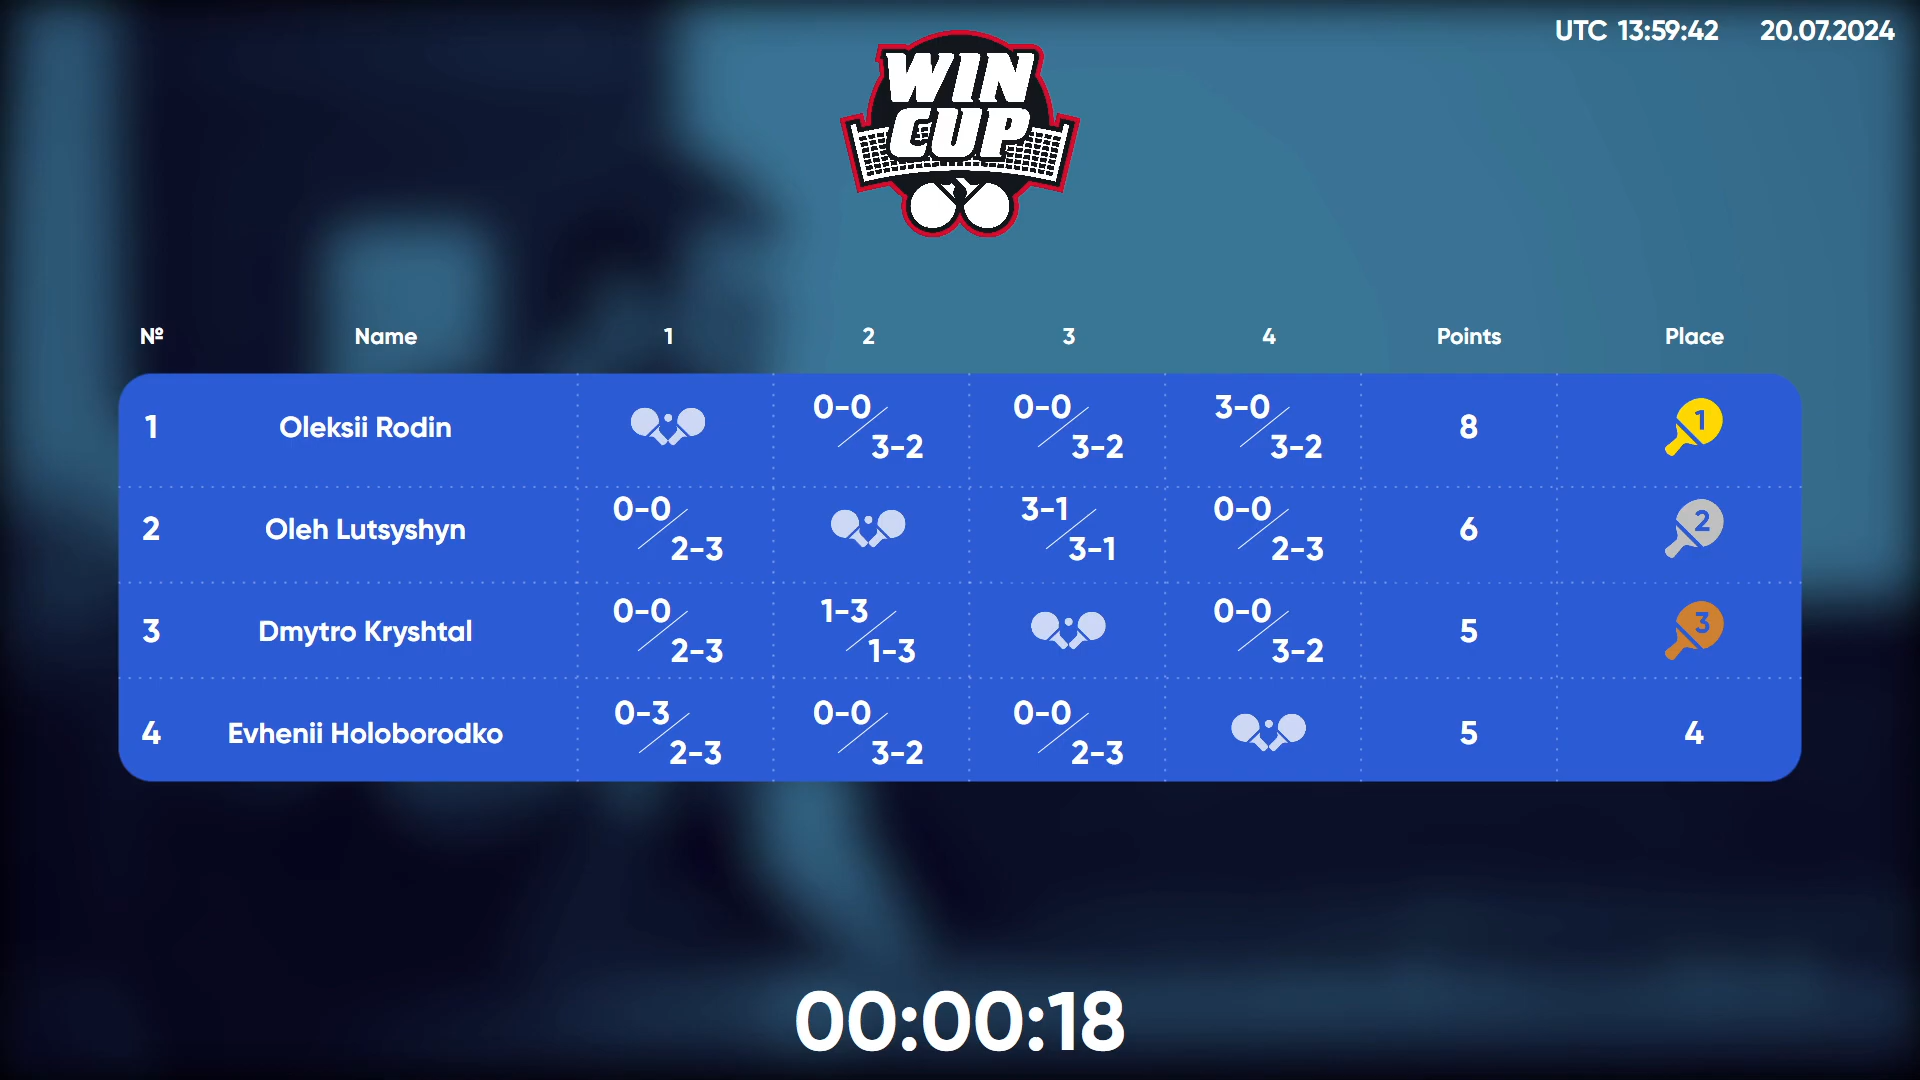 UTC 13:59:42 20.07.2024
WIN
CUP
Nº Name 1 2 3 4 Points Place
1 Oleksii Rodin 0-0 3-2 0-0 3-2 3-0 3-2 8 1
2 Oleh Lutsyshyn 0-0 2-3 3-1 3-1 0-0 2-3 6 2
3 Dmytro Kryshtal 0-0 2-3 1-3 1-3 0-0 3-2 5 3
4 Evhenii Holoborodko 0-3 2-3 0-0 3-2 0-0 2-3 5 4
00:00:18